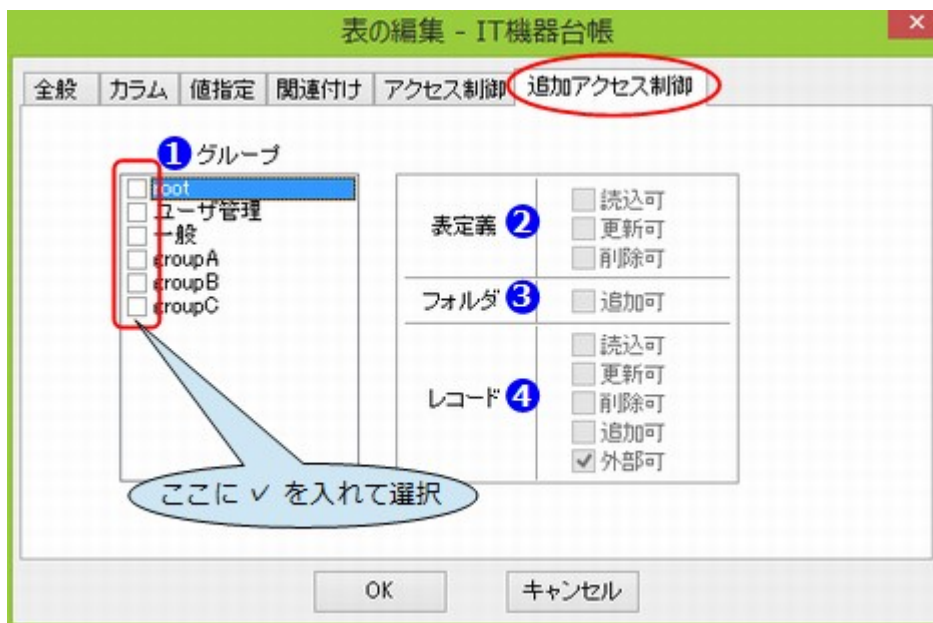 表の編集 - IT機器台帳
×
全般 カラム 値指定 関連付け アクセス制御 追加アクセス制御
1 グループ
root
ユーザ管理
一般
groupA
groupB
groupC
表定義 2
読込可
更新可
削除可
フォルダ 3
追加可
レコード 4
読込可
更新可
削除可
追加可
✓ 外部可
ここに ✓ を入れて選択
OK キャンセル